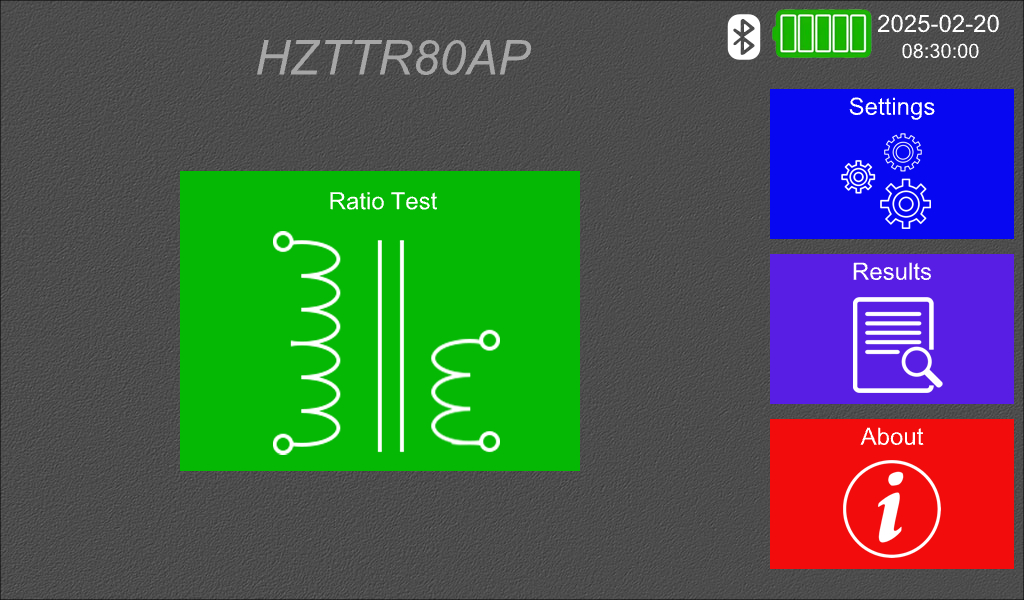 HZTTR80AP
2025-02-20
08:30:00
Settings
Ratio Test
Results
About